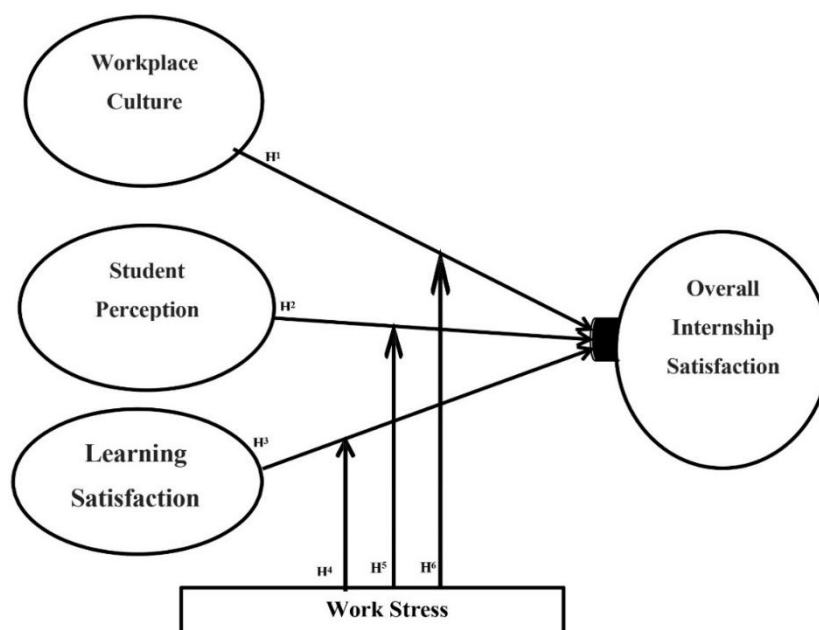 Workplace
Culture
H¹
Student
Perception
H²
Overall
Internship
Satisfaction
Learning
Satisfaction
H³
H⁴
H⁵
H⁶
Work Stress